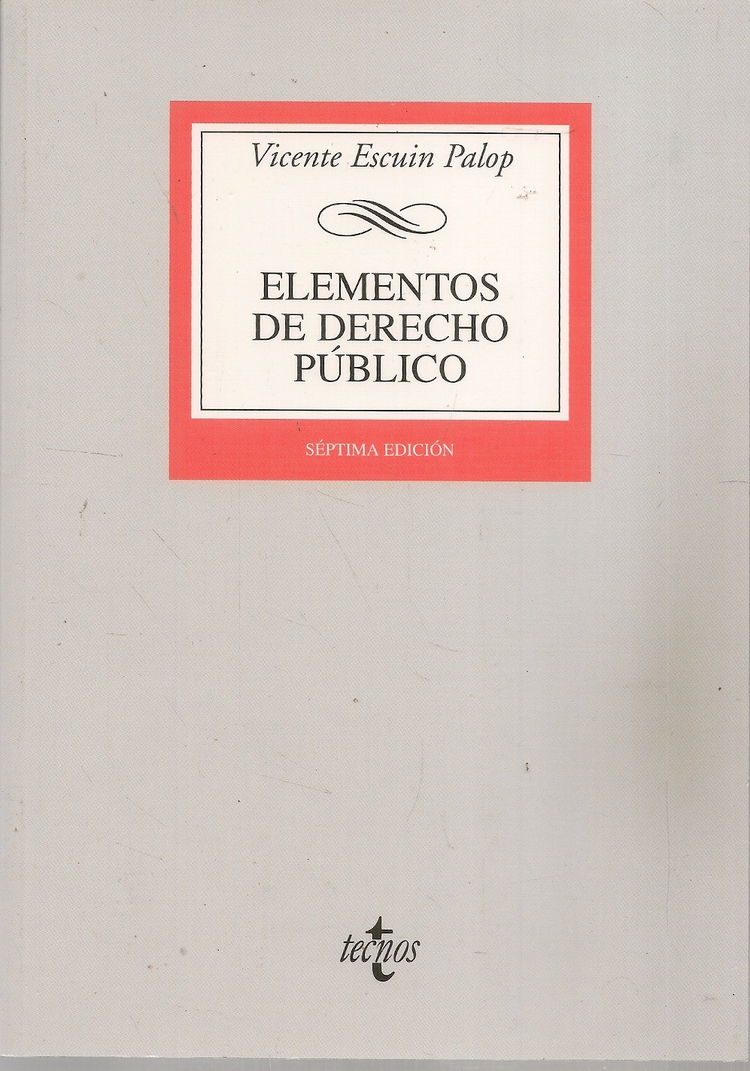 Vicente Escuin Palop
ELEMENTOS
DE DERECHO
PÚBLICO
SÉPTIMA EDICIÓN
tecnos